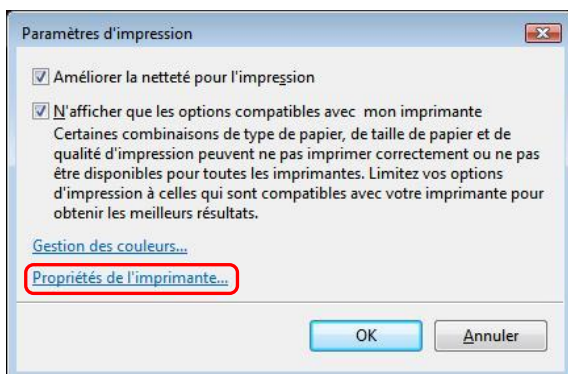 Paramètres d'impression
Améliorer la netteté pour l'impression
N'afficher que les options compatibles avec mon imprimante
Certaines combinaisons de type de papier, de taille de papier et de
qualité d'impression peuvent ne pas imprimer correctement ou ne pas
être disponibles pour toutes les imprimantes. Limitez vos options
d'impression à celles qui sont compatibles avec votre imprimante pour
obtenir les meilleurs résultats.
Gestion des couleurs...
Propriétés de l'imprimante...
OK
Annuler